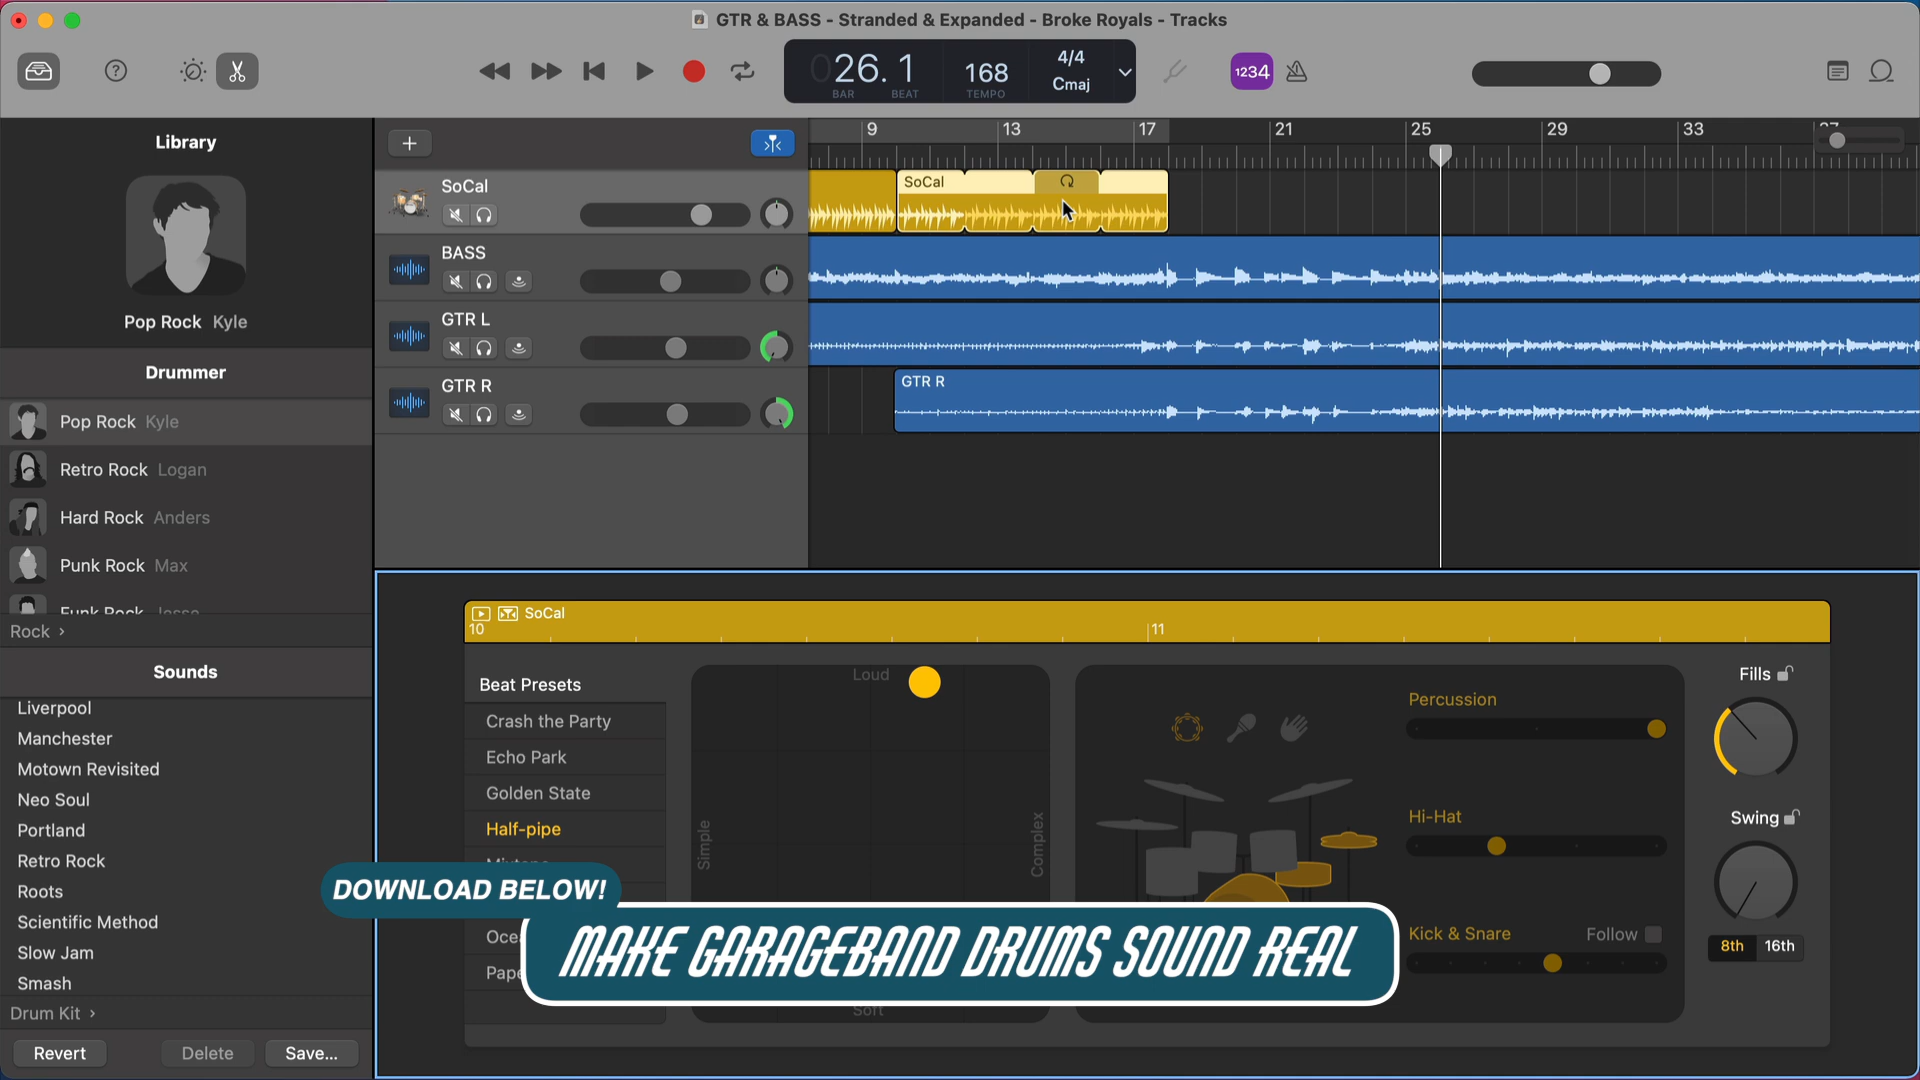 GTR & BASS - Stranded & Expanded - Broke Royals - Tracks
026. 1
BAR BEAT
168
TEMPO
4/4
Cmaj
1234
Library
Pop Rock Kyle
Drummer
Pop Rock Kyle
Retro Rock Logan
Hard Rock Anders
Punk Rock Max
Funk Rock Jesse
Rock >
Sounds
Liverpool
Manchester
Motown Revisited
Neo Soul
Portland
Retro Rock
Roots
Scientific Method
Slow Jam
Smash
Drum Kit >
Revert Delete Save...
9 13 17 21 25 29 33 37
SoCal
BASS
GTR L
GTR R
SoCal
GTR R
SoCal
10 11
Beat Presets
Crash the Party
Echo Park
Golden State
Half-pipe
Loud
Simple
Complex
Soft
Percussion
Hi-Hat
Kick & Snare Follow
Fills
Swing
8th 16th
DOWNLOAD BELOW!
MAKE GARAGEBAND DRUMS SOUND REAL